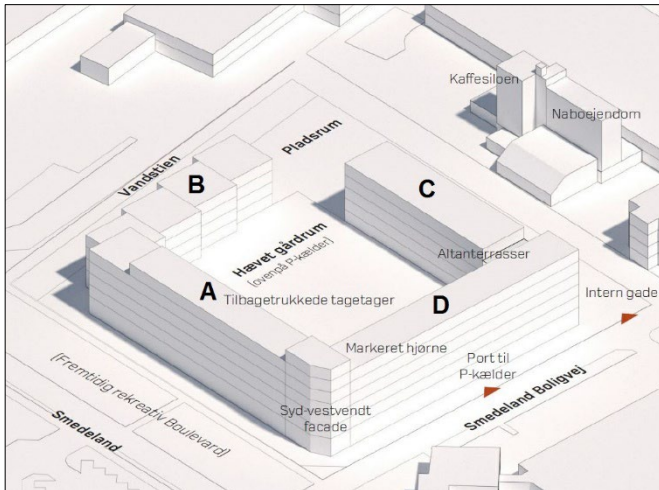 Kaffesiloen
Naboejendom
Pladsrum
Vandstien
B
C
Hævet gårdrum
(ovenpå P-kælder)
Altanterrasser
A
Tilbagetrukkede tagetager
D
Intern gade
Markeret hjørne
Port til
P-kælder
(Fremtidig rekreativ Boulevard)
Syd-vestvendt
facade
Smedeland Boligvej
Smedeland